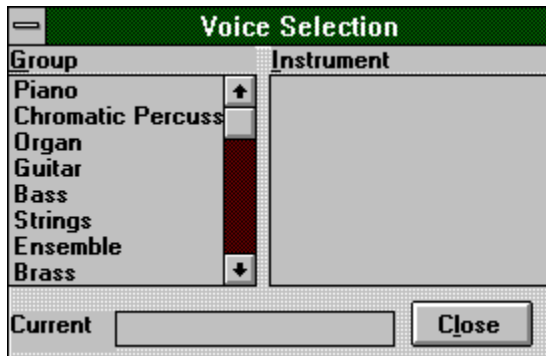 Voice Selection
Group
Instrument
Piano
Chromatic Percuss
Organ
Guitar
Bass
Strings
Ensemble
Brass
Current
Close